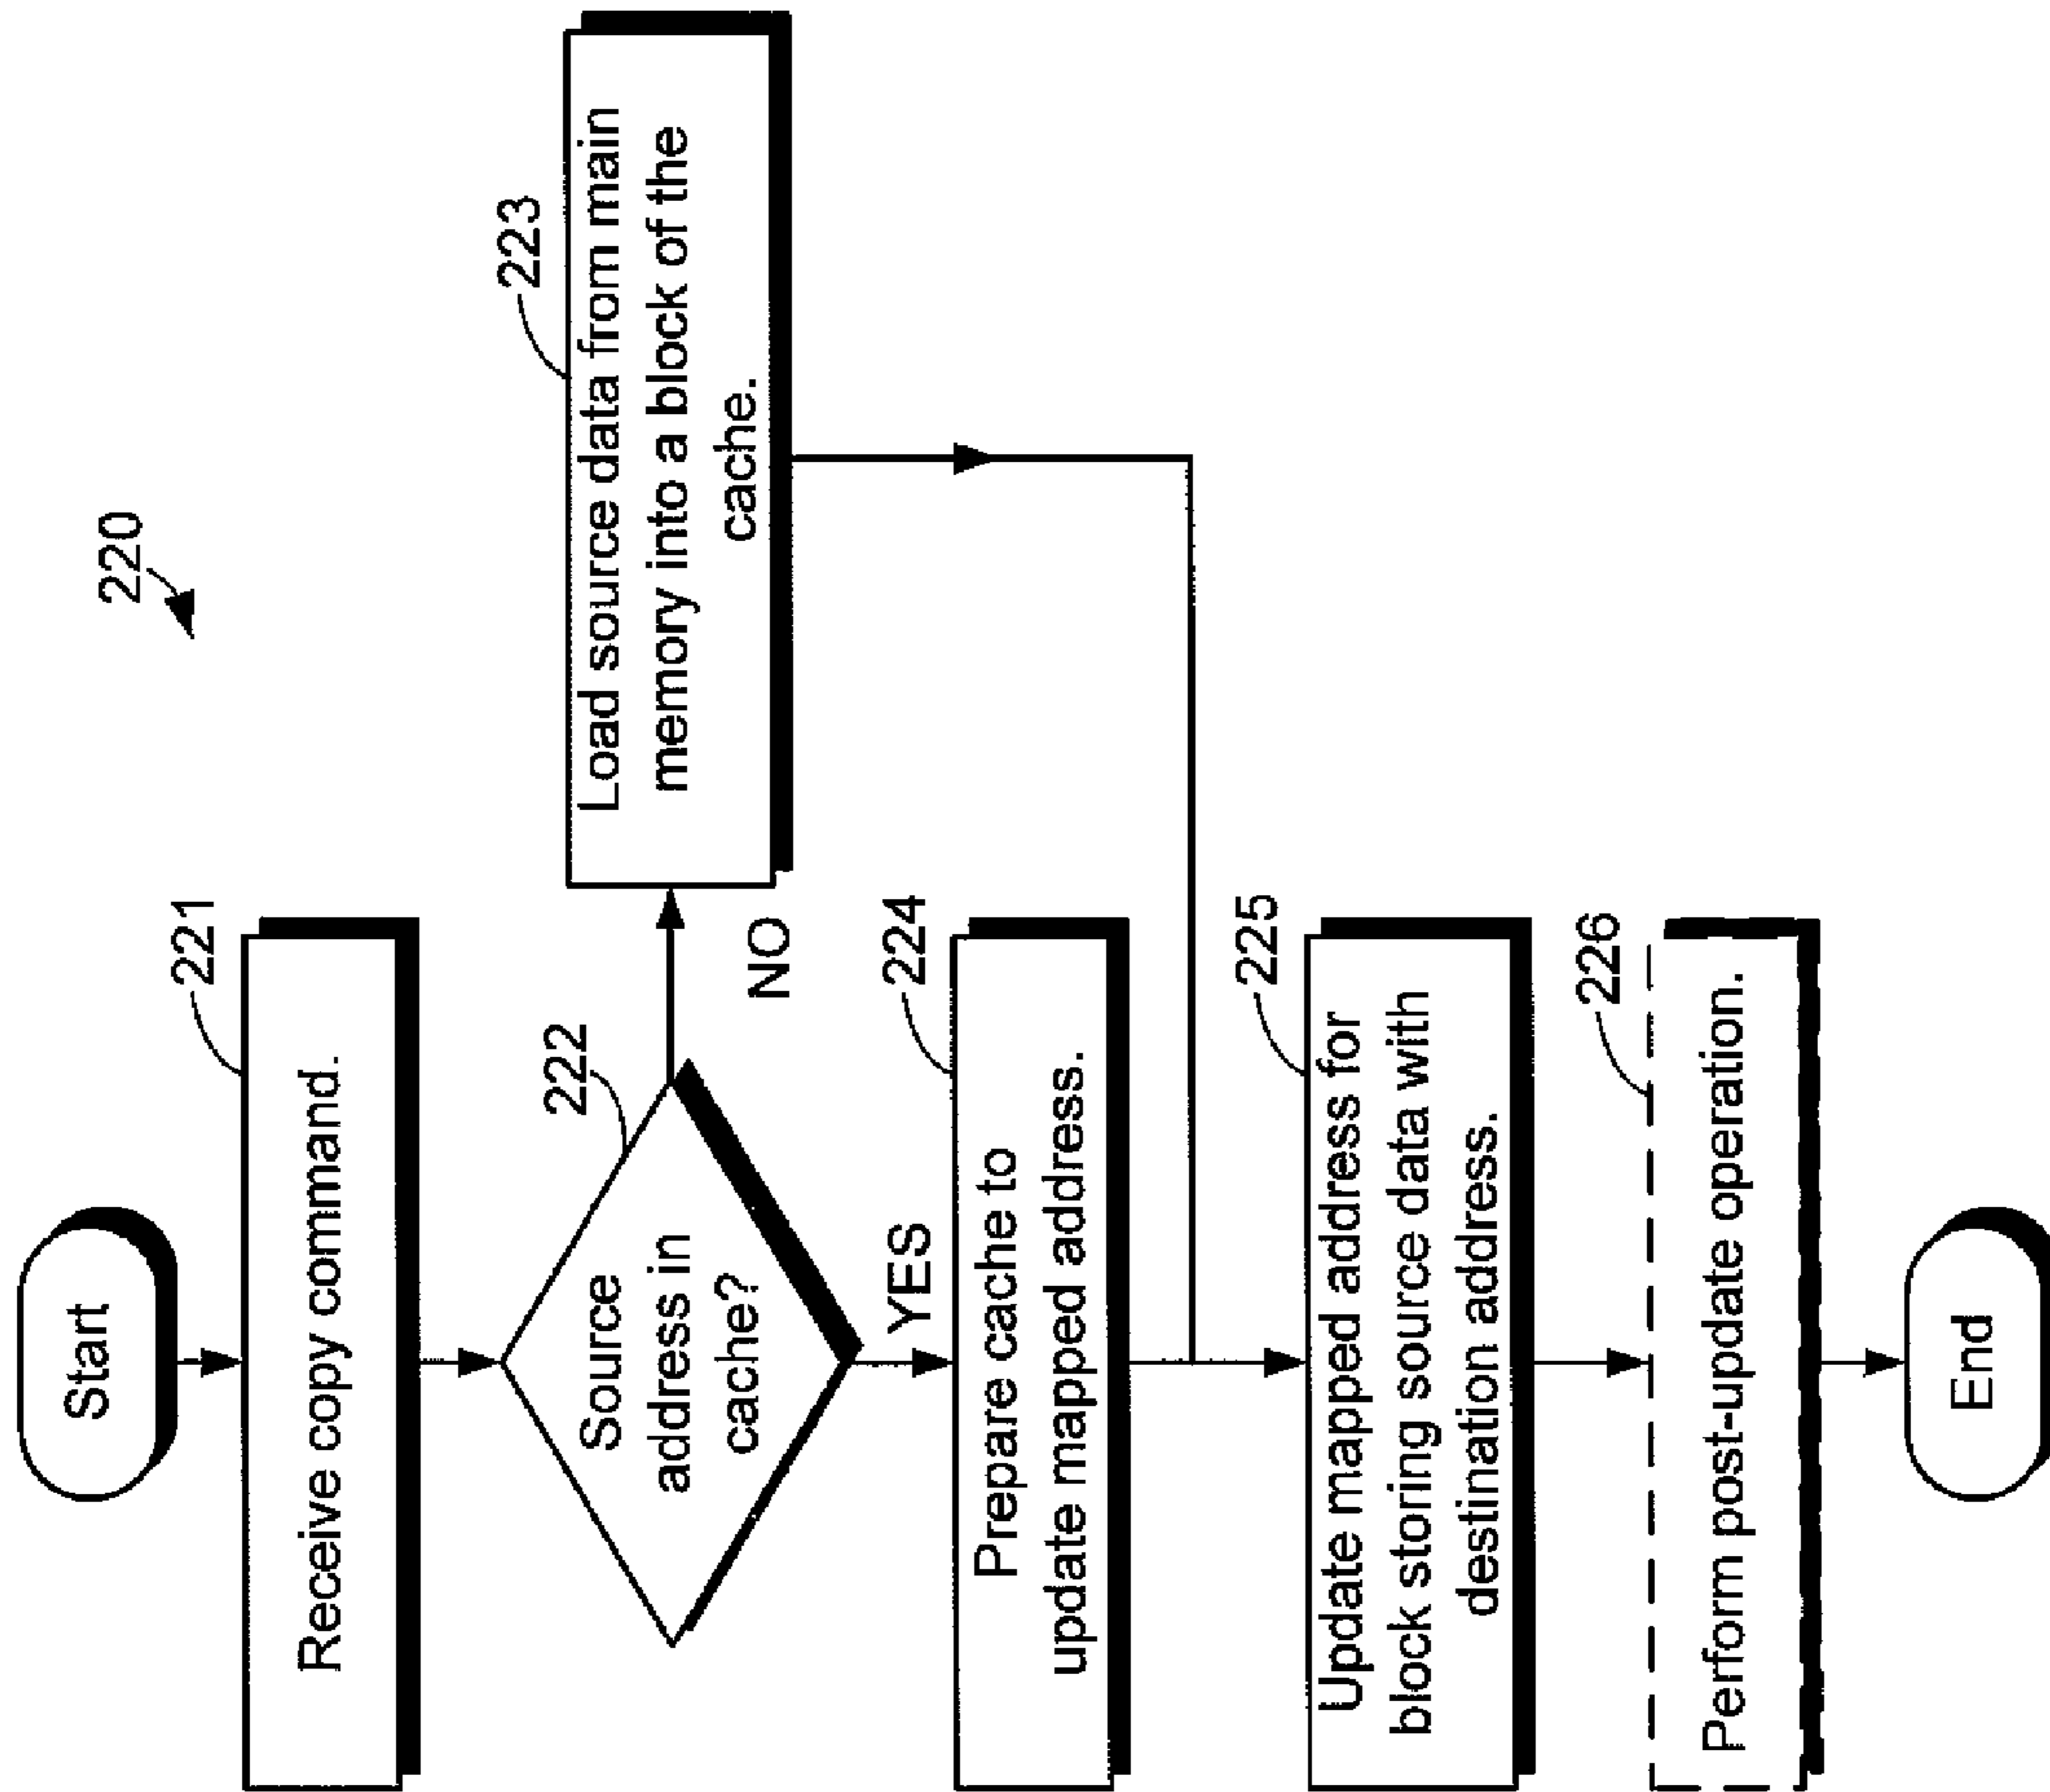 220
Start
221
Receive copy command.
222
Source
address in
cache?
NO
YES
223
Load source data from main
memory into a block of the
cache.
224
Prepare cache to
update mapped address.
225
Update mapped address for
block storing source data with
destination address.
226
Perform post-update operation.
End